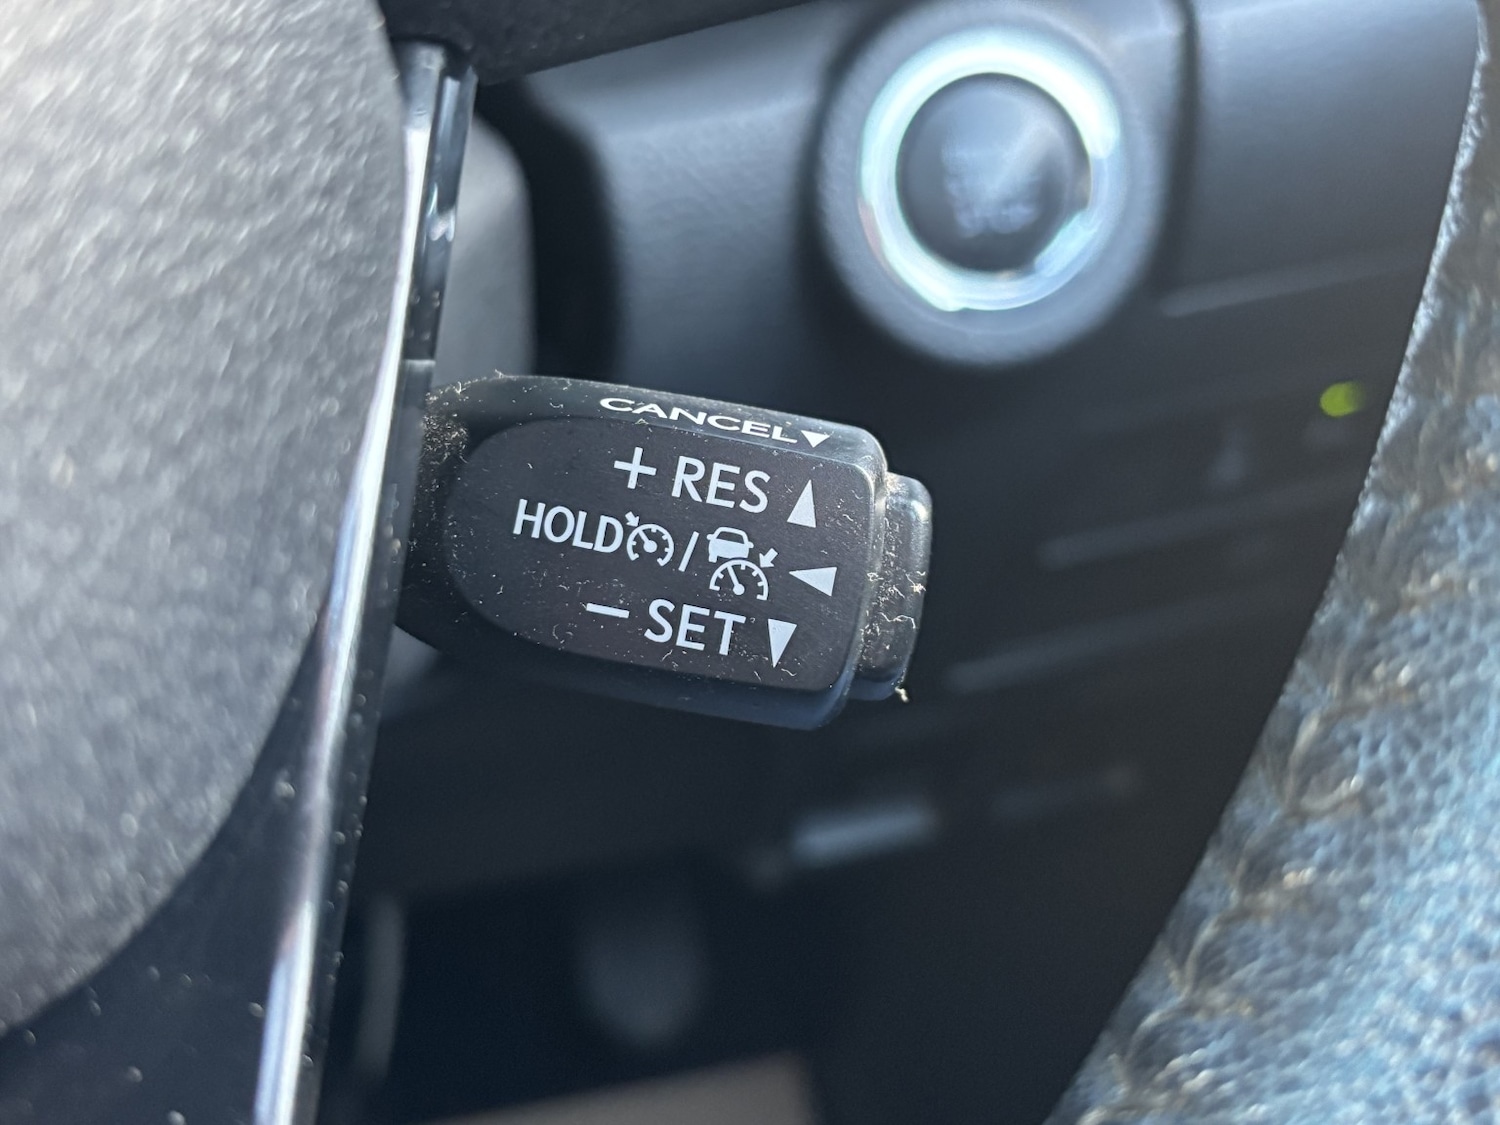 CANCEL▼
+ RES ▲
HOLD / ◀
− SET ▼